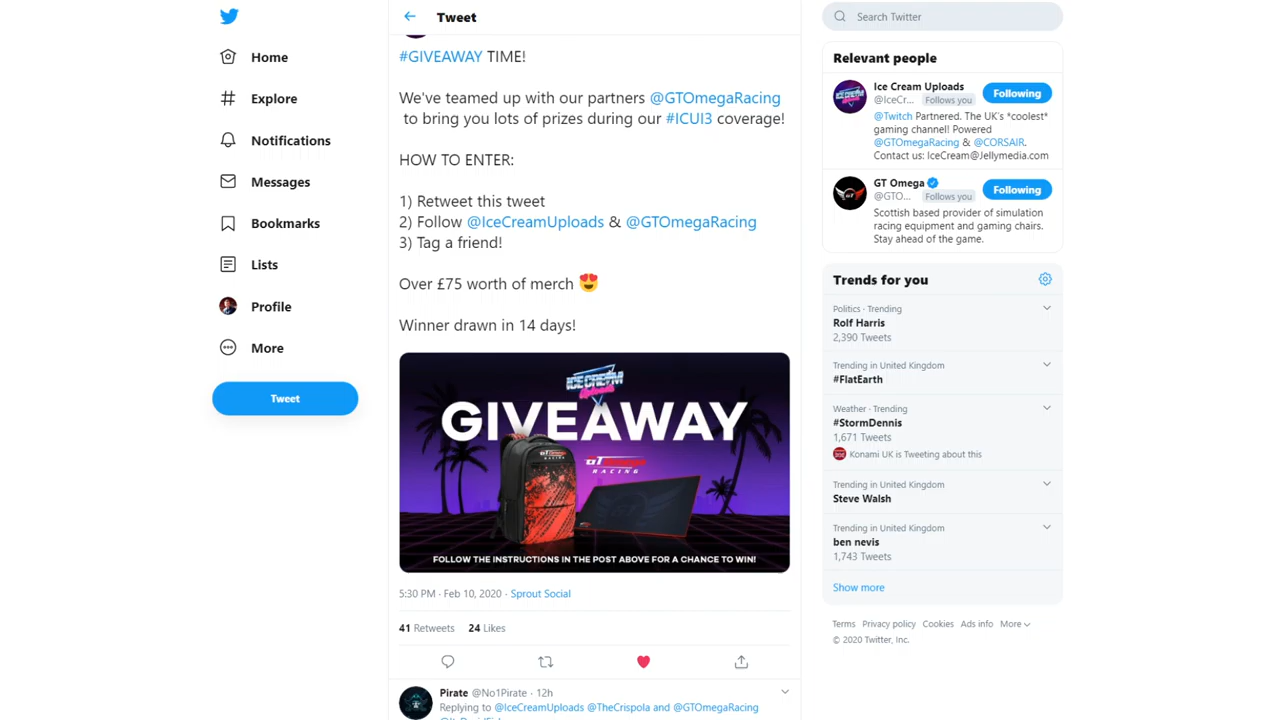 Home
Explore
Notifications
Messages
Bookmarks
Lists
Profile
More
Tweet
Tweet
#GIVEAWAY TIME!
We've teamed up with our partners @GTOmegaRacing
to bring you lots of prizes during our #ICUI3 coverage!
HOW TO ENTER:
1) Retweet this tweet
2) Follow @IceCreamUploads & @GTOmegaRacing
3) Tag a friend!
Over £75 worth of merch 😍
Winner drawn in 14 days!
ICE CREAM
Uploads
GIVEAWAY
GT OMEGA
RACING
FOLLOW THE INSTRUCTIONS IN THE POST ABOVE FOR A CHANCE TO WIN!
5:30 PM · Feb 10, 2020 · Sprout Social
41 Retweets 24 Likes
Pirate @No1Pirate · 12h
Replying to @IceCreamUploads @TheCrispola and @GTOmegaRacing
Search Twitter
Relevant people
Ice Cream Uploads
@IceCr... Follows you
Following
@Twitch Partnered. The UK's *coolest*
gaming channel! Powered
@GTOmegaRacing & @CORSAIR.
Contact us: IceCream@Jellymedia.com
GT Omega
@GTO... Follows you
Following
Scottish based provider of simulation
racing equipment and gaming chairs.
Stay ahead of the game.
Trends for you
Politics · Trending
Rolf Harris
2,390 Tweets
Trending in United Kingdom
#FlatEarth
Weather · Trending
#StormDennis
1,671 Tweets
Konami UK is Tweeting about this
Trending in United Kingdom
Steve Walsh
Trending in United Kingdom
ben nevis
1,743 Tweets
Show more
Terms Privacy policy Cookies Ads info More
© 2020 Twitter, Inc.